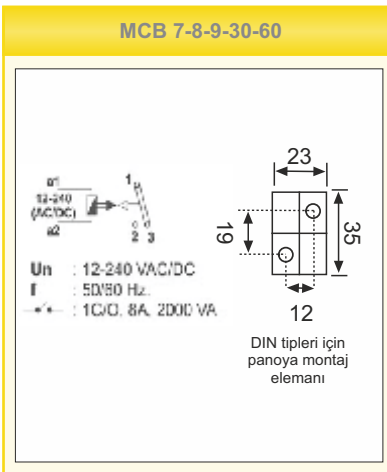 MCB 7-8-9-30-60
a1
12-240
(AC/DC)
a2
1
2 3
Un : 12-240 VAC/DC
f : 50/60 Hz.
: 1C/O, 8A, 2000 VA
23
19
35
12
DIN tipleri için
panoya montaj
elemanı